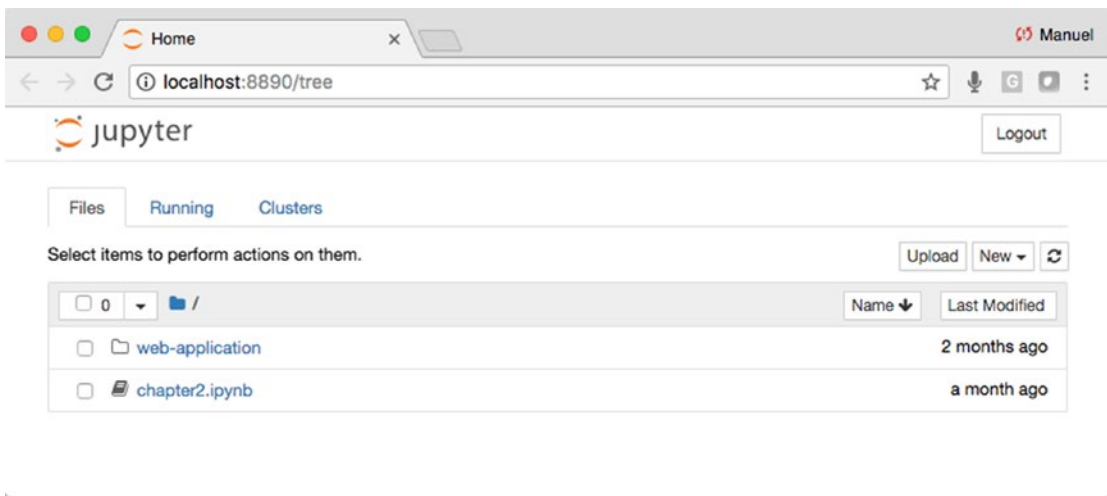 Home
Manuel
localhost:8890/tree
G
jupyter
Logout
Files Running Clusters
Select items to perform actions on them.
Upload New
0 / Name Last Modified
web-application 2 months ago
chapter2.ipynb a month ago